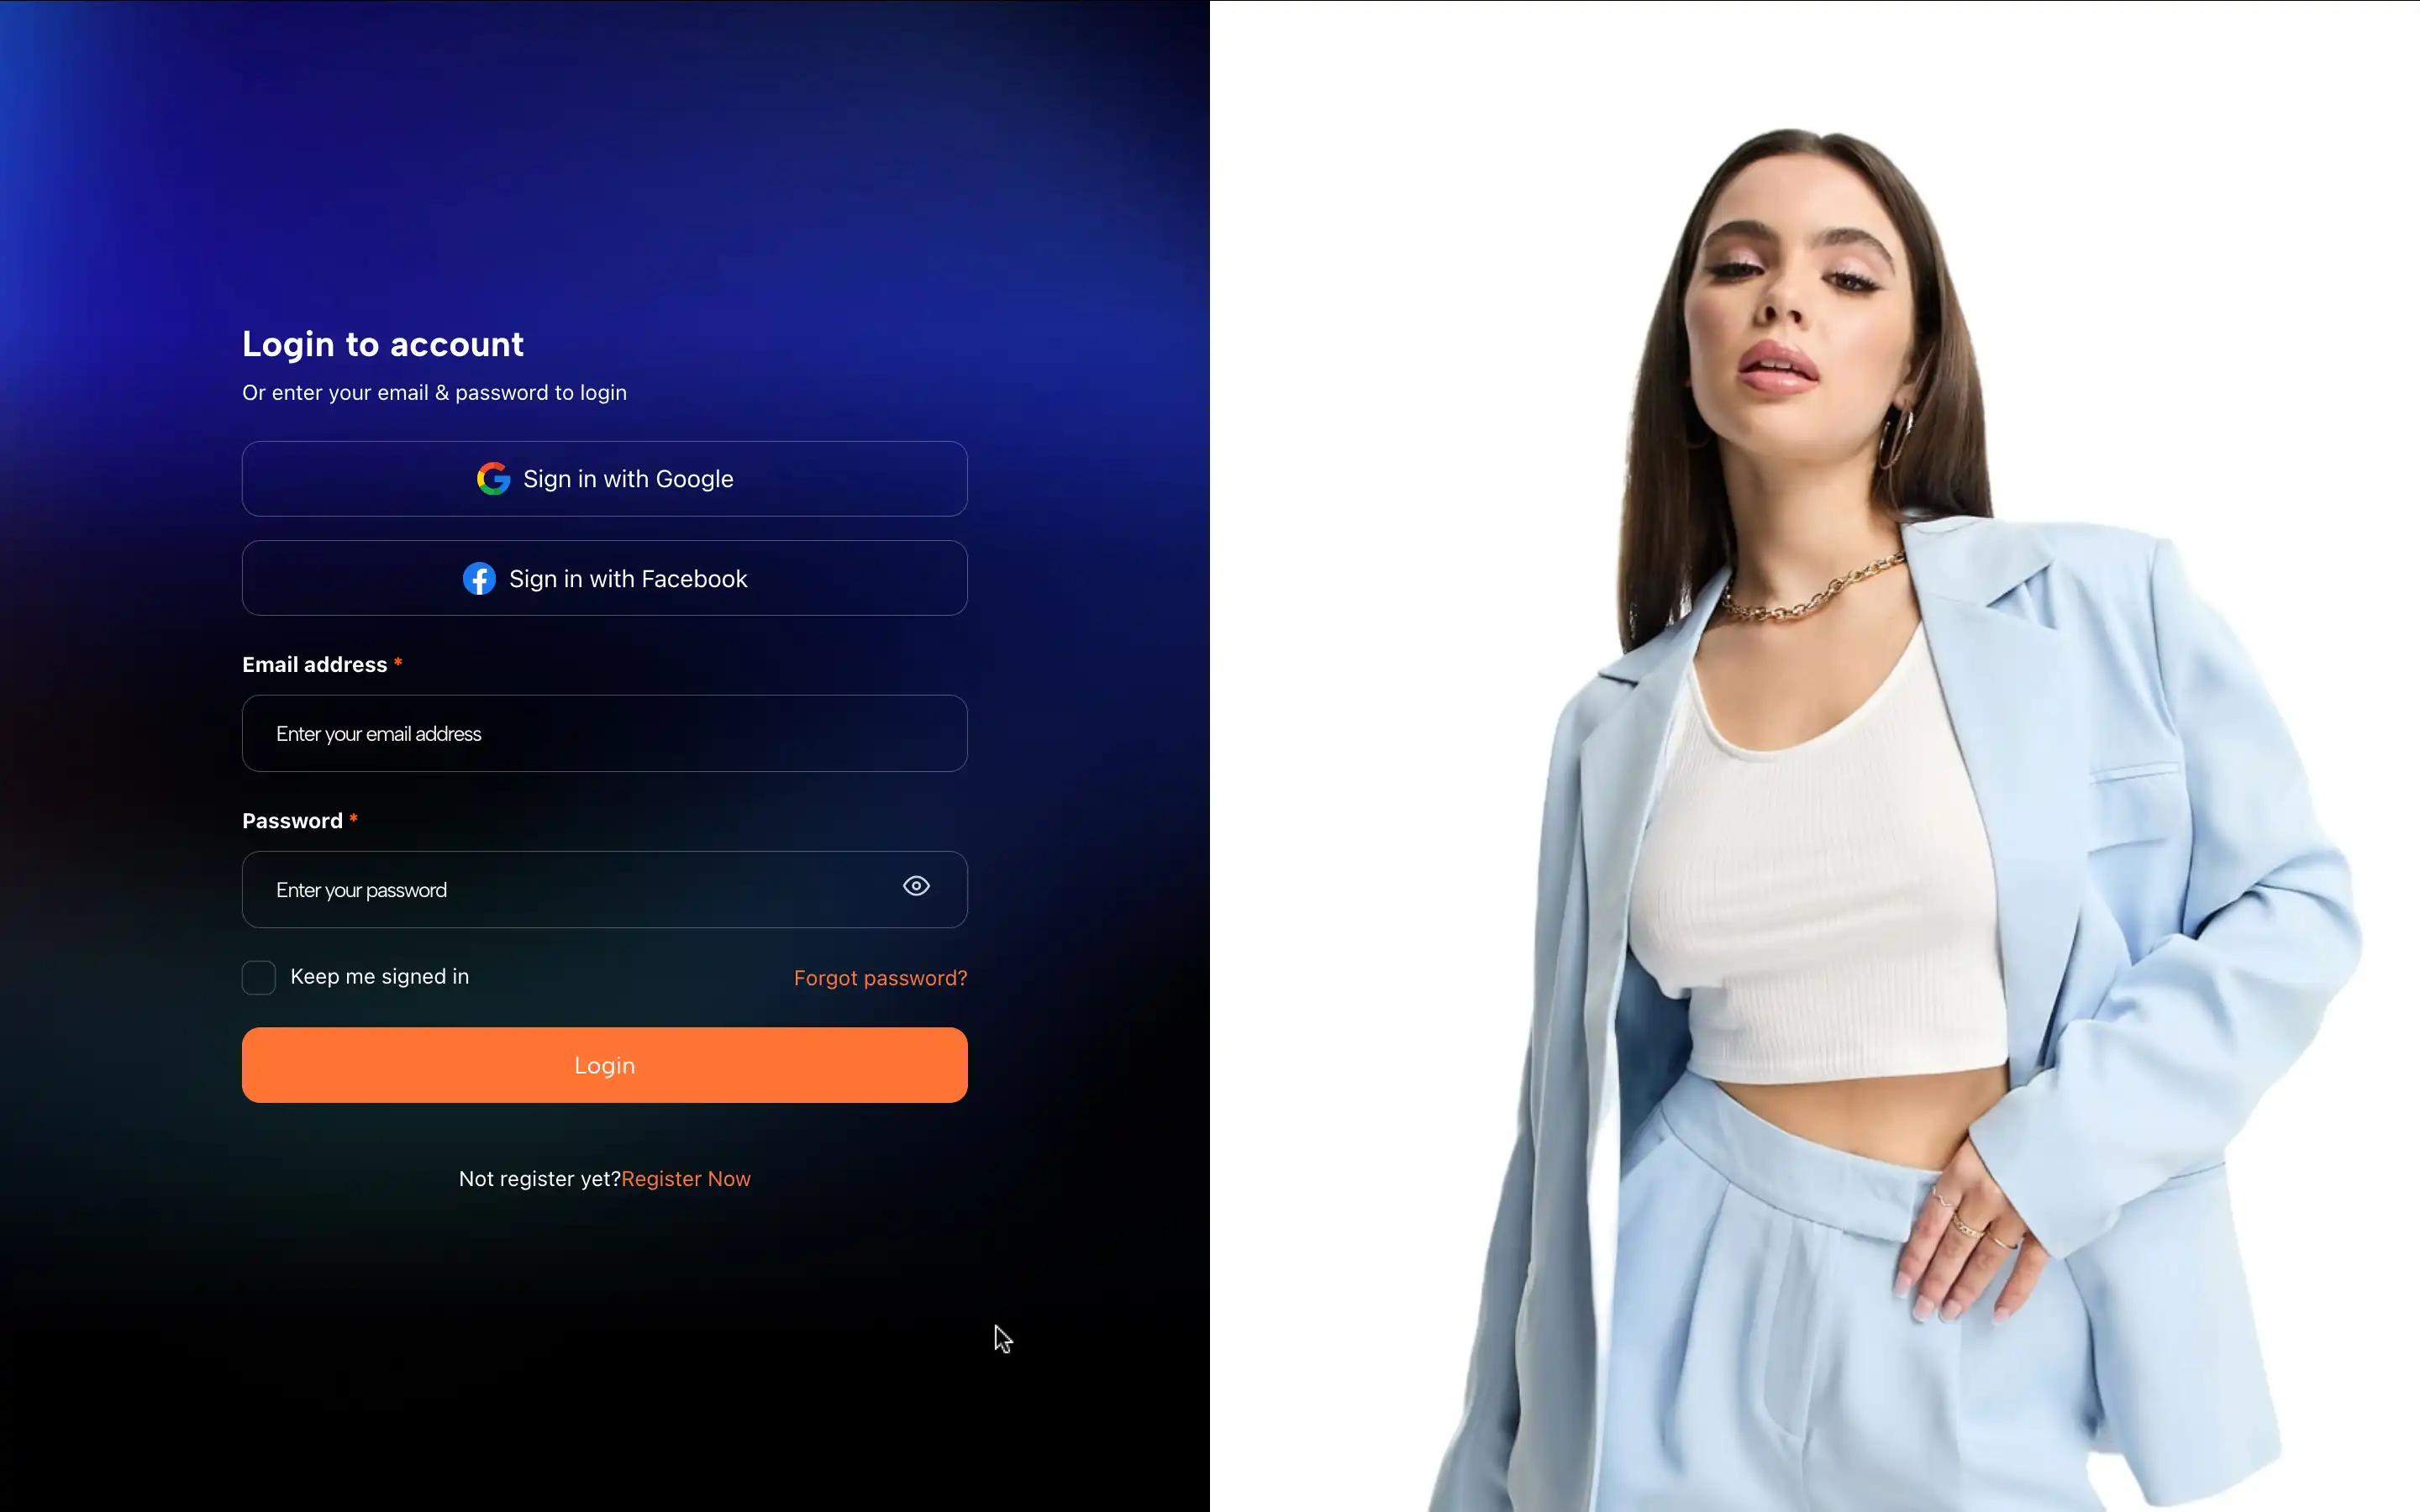 Login to account
Or enter your email & password to login
Sign in with Google
Sign in with Facebook
Email address *
Enter your email address
Password *
Enter your password
Keep me signed in
Forgot password?
Login
Not register yet?Register Now